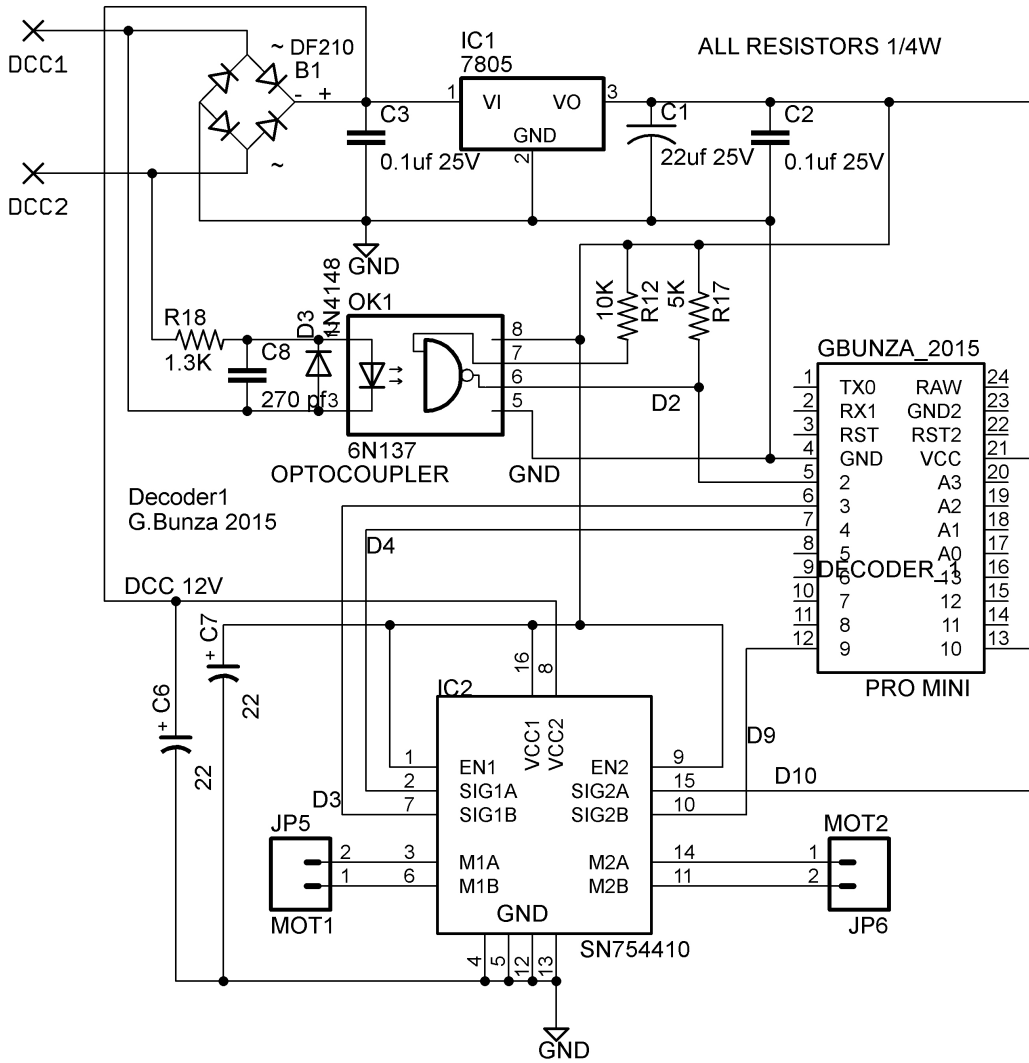 DCC1
DCC2
~ DF210
B1
- +
~
IC1
7805
ALL RESISTORS 1/4W
1 VI VO 3
GND
2
C3
0.1uf 25V
C1
22uf 25V
C2
0.1uf 25V
GND
1N4148
D3
OK1
R18
1.3K
C8
270 pf
2
3
8
7
6
5
10K
R12
5K
R17
D2
6N137
OPTOCOUPLER
GND
GBUNZA_2015
1 TX0 RAW 24
2 RX1 GND2 23
3 RST RST2 22
4 GND VCC 21
5 2 A3 20
6 3 A2 19
7 4 A1 18
8 5 A0 17
9 6 13 16
DECODER_1
10 7 12 15
11 8 11 14
12 9 10 13
PRO MINI
Decoder1
G.Bunza 2015
D4
DCC 12V
+ C7
22
+ C6
22
IC2
16
8
VCC1
VCC2
1 EN1 EN2 9
2 SIG1A SIG2A 15
7 SIG1B SIG2B 10
3 M1A M2A 14
6 M1B M2B 11
GND
4
5
12
13
SN754410
D3
D9
D10
JP5
2
1
MOT1
MOT2
1
2
JP6
GND